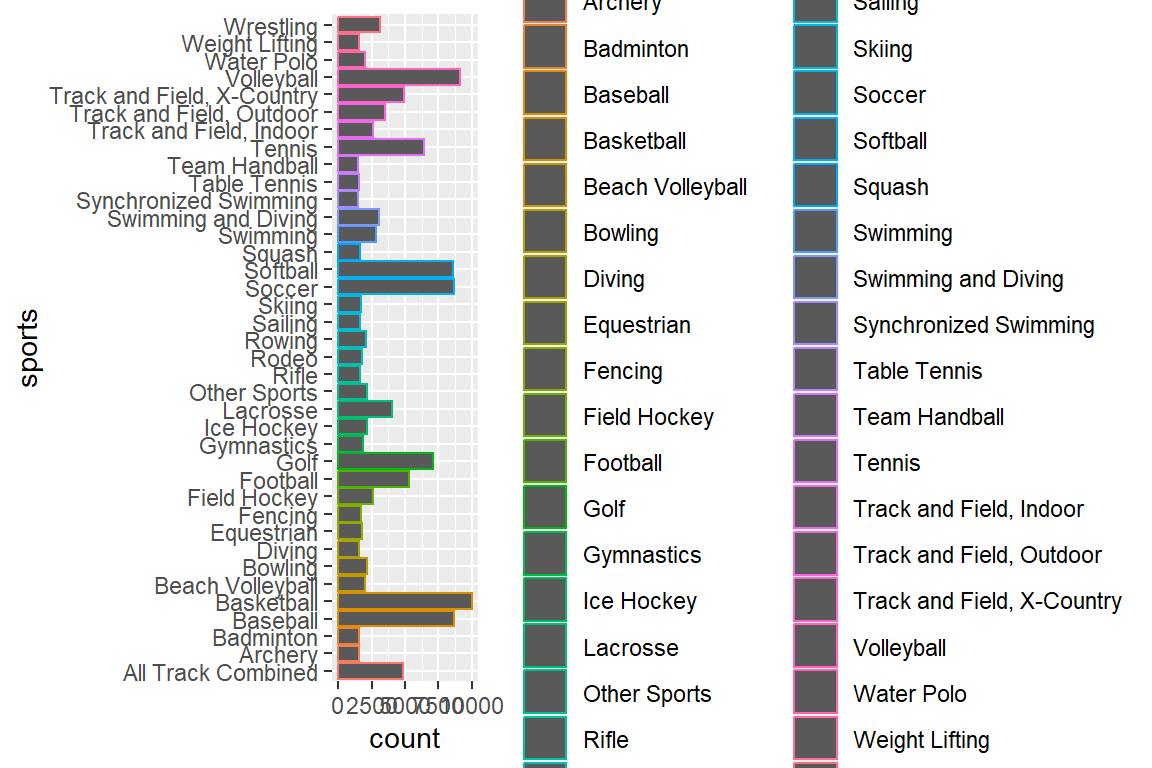 sports
Wrestling
Weight Lifting
Water Polo
Volleyball
Track and Field, X-Country
Track and Field, Outdoor
Track and Field, Indoor
Tennis
Team Handball
Table Tennis
Synchronized Swimming
Swimming and Diving
Swimming
Squash
Softball
Soccer
Skiing
Sailing
Rowing
Rodeo
Rifle
Other Sports
Lacrosse
Ice Hockey
Gymnastics
Golf
Football
Field Hockey
Fencing
Equestrian
Diving
Bowling
Beach Volleyball
Basketball
Baseball
Badminton
Archery
All Track Combined
0 2500 5000 7500 10000
count
Archery
Badminton
Baseball
Basketball
Beach Volleyball
Bowling
Diving
Equestrian
Fencing
Field Hockey
Football
Golf
Gymnastics
Ice Hockey
Lacrosse
Other Sports
Rifle
Sailing
Skiing
Soccer
Softball
Squash
Swimming
Swimming and Diving
Synchronized Swimming
Table Tennis
Team Handball
Tennis
Track and Field, Indoor
Track and Field, Outdoor
Track and Field, X-Country
Volleyball
Water Polo
Weight Lifting